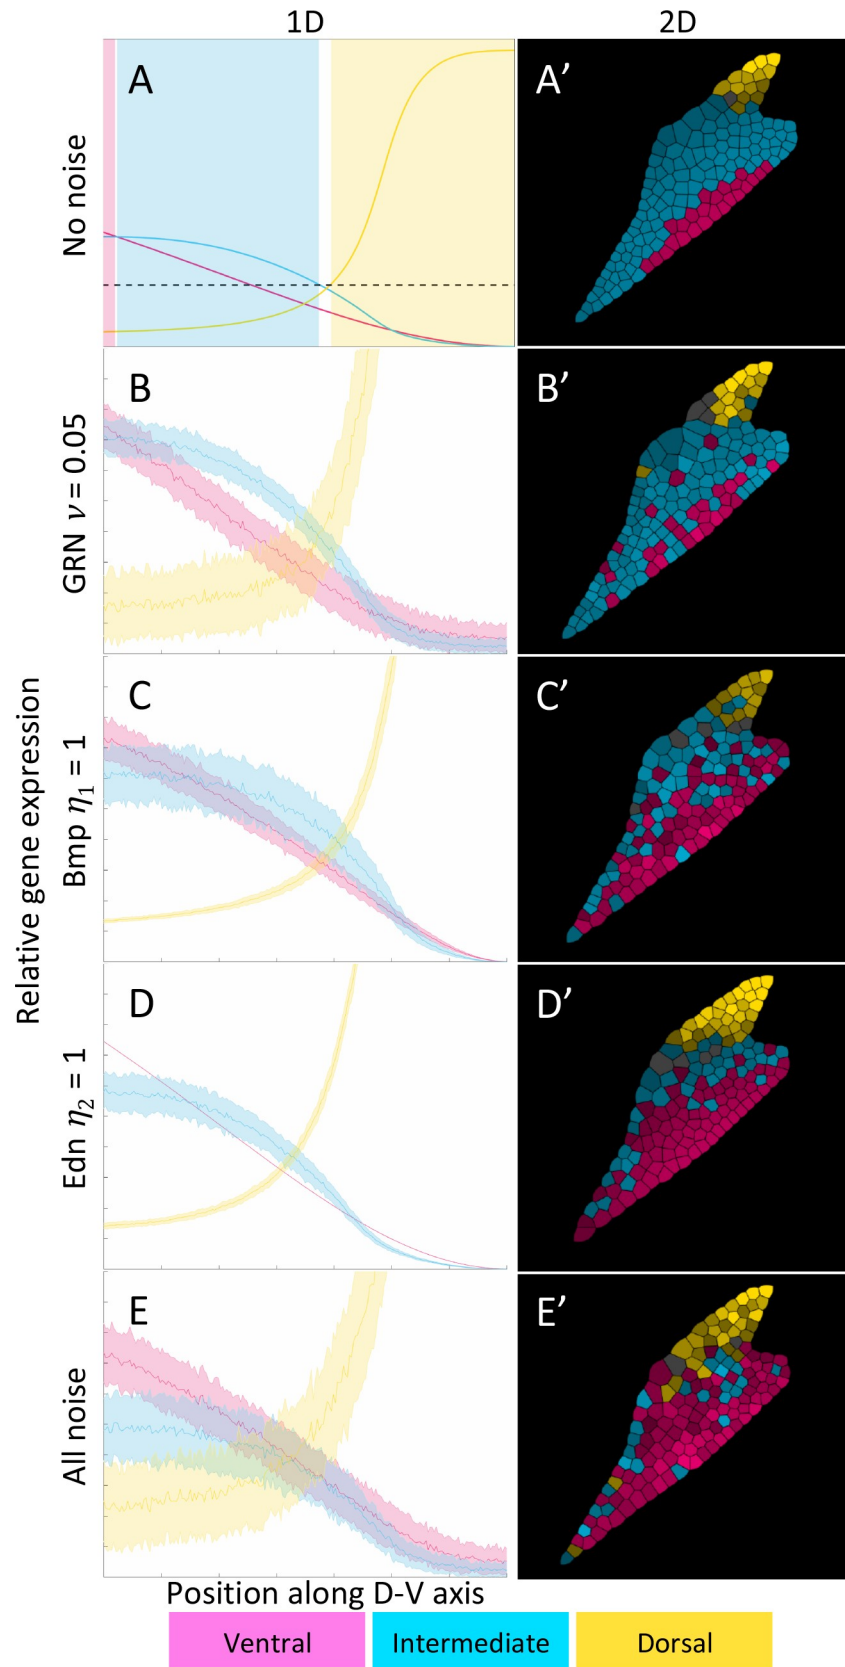 1D
2D
A
A’
No noise
B
B’
GRN 𝜈 = 0.05
C
C’
Bmp η₁ = 1
Relative gene expression
D
D’
Edn η₂ = 1
E
E’
All noise
Position along D-V axis
Ventral
Intermediate
Dorsal